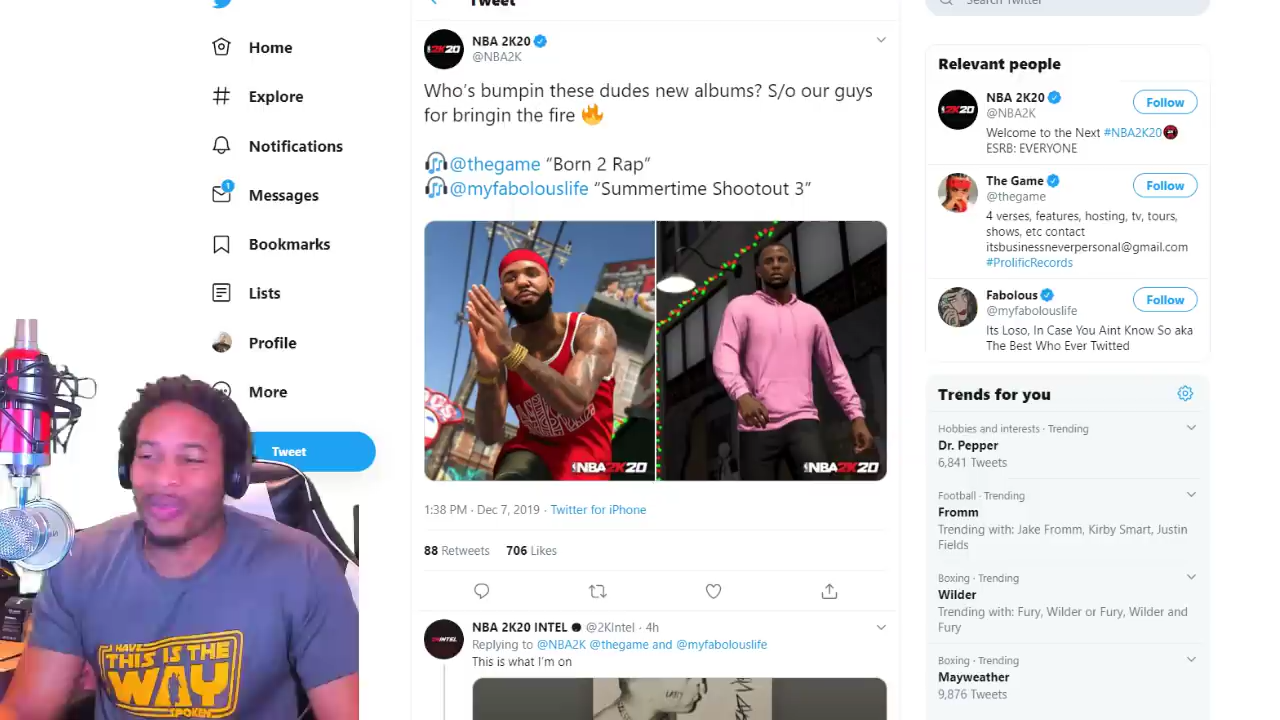 Tweet
Search Twitter
Home
Explore
Notifications
1
Messages
Bookmarks
Lists
Profile
More
Tweet
2K20
NBA 2K20
@NBA2K
Who's bumpin these dudes new albums? S/o our guys
for bringin the fire 🔥
@thegame "Born 2 Rap"
@myfabolouslife "Summertime Shootout 3"
NBA2K20
NBA2K20
1:38 PM · Dec 7, 2019 · Twitter for iPhone
88 Retweets 706 Likes
NBA 2K20 INTEL @2KIntel · 4h
Replying to @NBA2K @thegame and @myfabolouslife
This is what I'm on
Relevant people
2K20
NBA 2K20
@NBA2K
Follow
Welcome to the Next #NBA2K20
ESRB: EVERYONE
The Game
@thegame
Follow
4 verses, features, hosting, tv, tours,
shows, etc contact
itsbusinessneverpersonal@gmail.com
#ProlificRecords
Fabolous
@myfabolouslife
Follow
Its Loso, In Case You Aint Know So aka
The Best Who Ever Twitted
Trends for you
Hobbies and interests · Trending
Dr. Pepper
6,841 Tweets
Football · Trending
Fromm
Trending with: Jake Fromm, Kirby Smart, Justin
Fields
Boxing · Trending
Wilder
Trending with: Fury, Wilder or Fury, Wilder and
Fury
Boxing · Trending
Mayweather
9,876 Tweets
I HAVE
THIS IS THE
WAY
SPOKEN